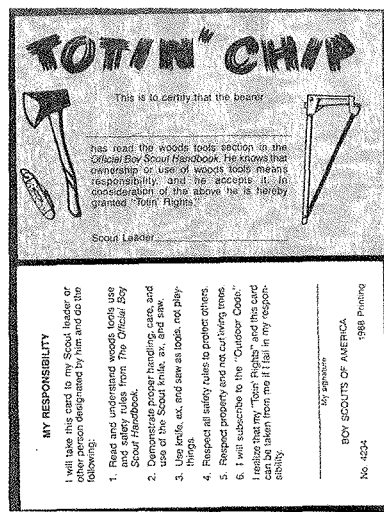 TOTIN' CHIP
This is to certify that the bearer
has read the woods tools section in the
Official Boy Scout Handbook. He knows that
ownership or use of woods tools means
responsibility, and he accepts it. In
consideration of the above he is hereby
granted "Totin' Rights".
Scout Leader
MY RESPONSIBILITY
I will take this card to my Scout leader or
other person designated by him and do the
following:
1. Read and understand woods tools use
and safety rules from The Official Boy
Scout Handbook.
2. Demonstrate proper handling, care, and
use of the Scout knife, ax, and saw.
3. Use knife, ax, and saw as tools, not play-
things.
4. Respect all safety rules to protect others.
5. Respect property and not cut living trees.
6. I will subscribe to the "Outdoor Code."
I realize that my "Totin' Rights" and this card
can be taken from me if I fail in my respon-
sibility.
My signature
BOY SCOUTS OF AMERICA
No. 4234 1988 Printing